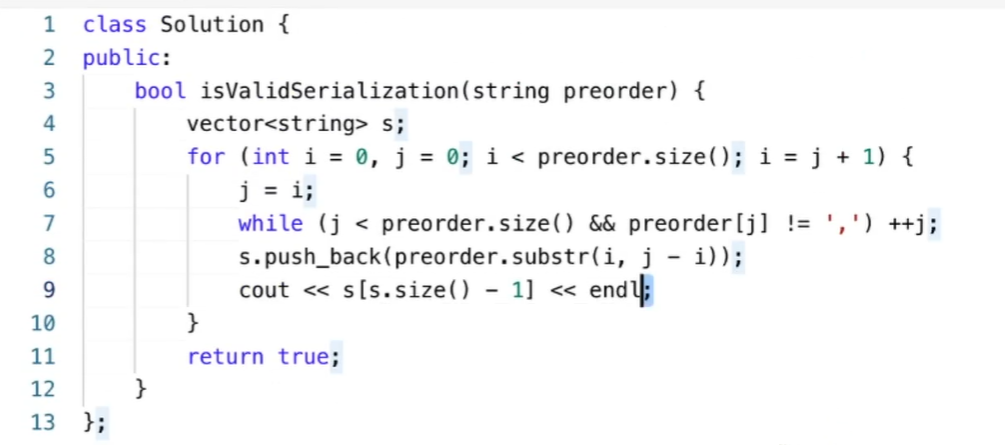 1 class Solution {
2 public:
3     bool isValidSerialization(string preorder) {
4         vector<string> s;
5         for (int i = 0, j = 0; i < preorder.size(); i = j + 1) {
6             j = i;
7             while (j < preorder.size() && preorder[j] != ',') ++j;
8             s.push_back(preorder.substr(i, j - i));
9             cout << s[s.size() - 1] << endl;
10         }
11         return true;
12     }
13 };